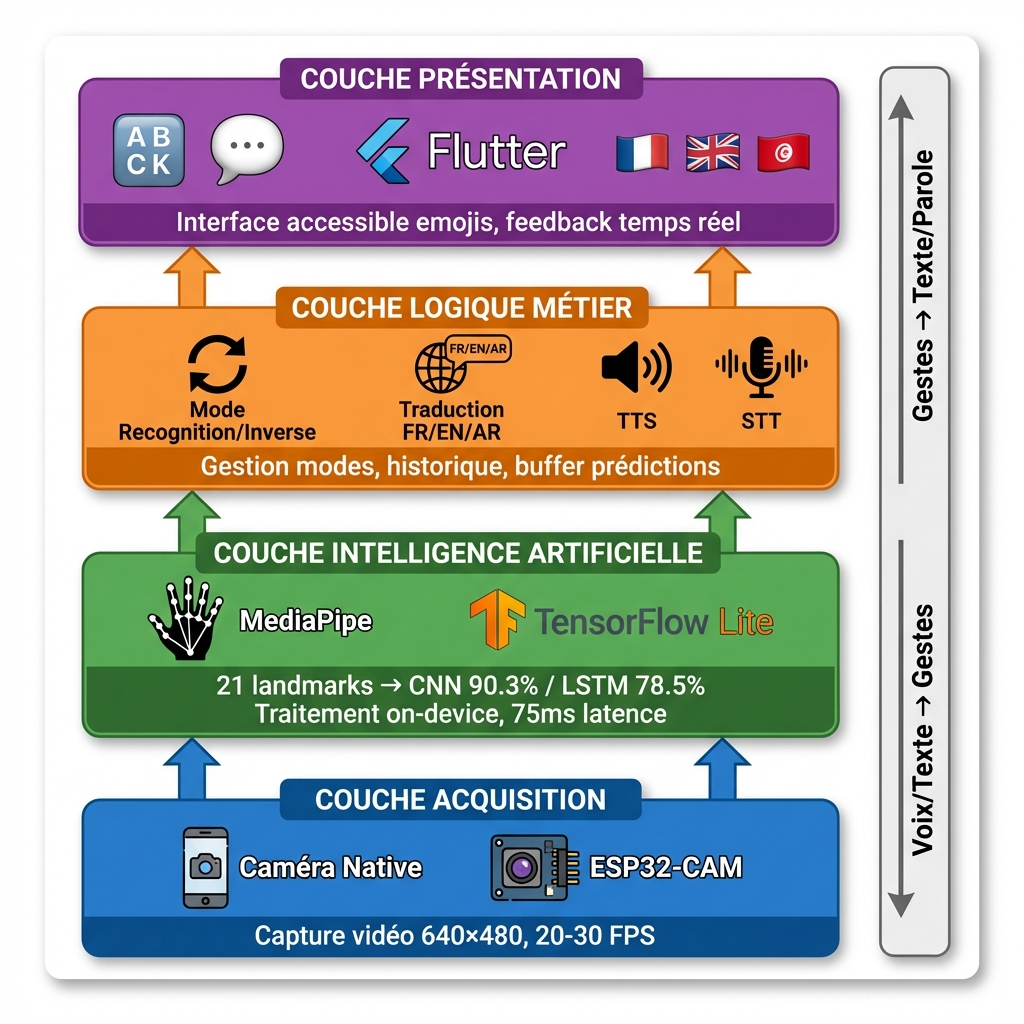 COUCHE PRÉSENTATION
A B
C K
Flutter
Interface accessible emojis, feedback temps réel
COUCHE LOGIQUE MÉTIER
FR/EN/AR
Mode
Recognition/Inverse
Traduction
FR/EN/AR
TTS
STT
Gestion modes, historique, buffer prédictions
COUCHE INTELLIGENCE ARTIFICIELLE
MediaPipe
TensorFlow Lite
21 landmarks → CNN 90.3% / LSTM 78.5%
Traitement on-device, 75ms latence
COUCHE ACQUISITION
Caméra Native
ESP32-CAM
Capture vidéo 640×480, 20-30 FPS
Gestes → Texte/Parole
Voix/Texte → Gestes